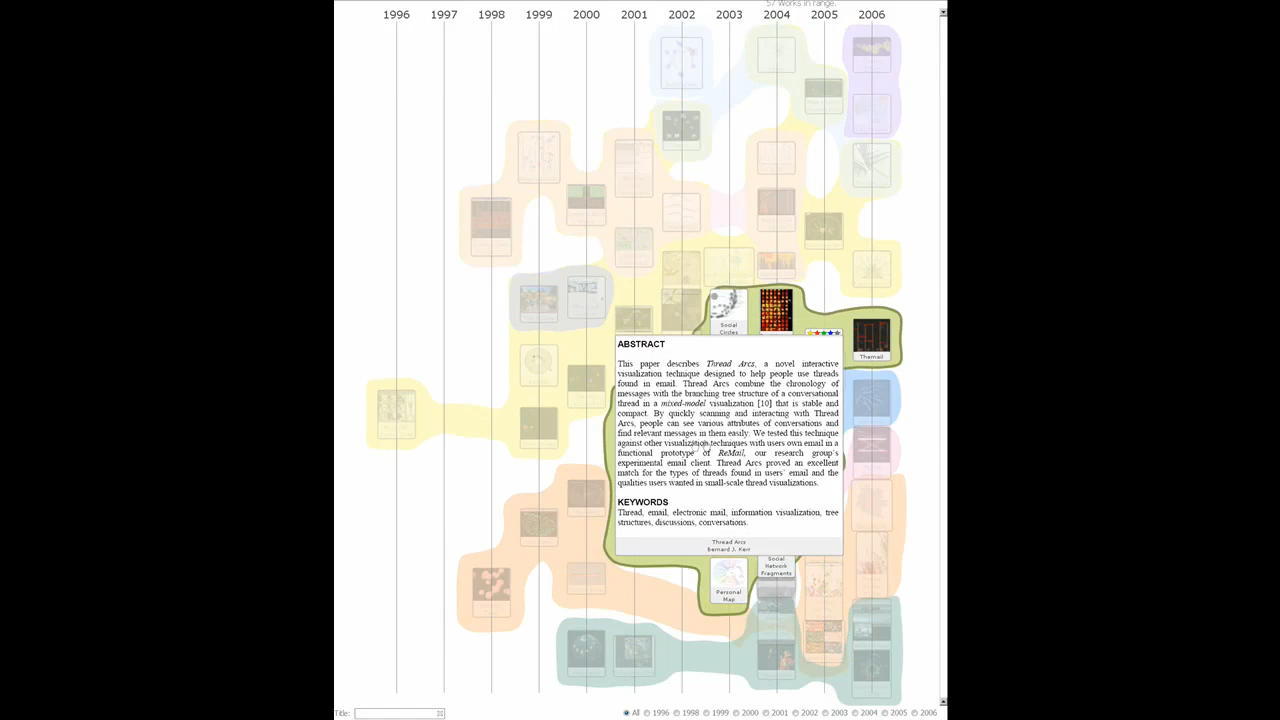 57 Works in range.
1996 1997 1998 1999 2000 2001 2002 2003 2004 2005 2006
Social
Circles
Themail
ABSTRACT
This paper describes Thread Arcs, a novel interactive
visualization technique designed to help people use threads
found in email. Thread Arcs combine the chronology of
messages with the branching tree structure of a conversational
thread in a mixed-model visualization [10] that is stable and
compact. By quickly scanning and interacting with Thread
Arcs, people can see various attributes of conversations and
find relevant messages in them easily. We tested this technique
against other visualization techniques with users own email in a
functional prototype of ReMail, our research group's
experimental email client. Thread Arcs proved an excellent
match for the types of threads found in users' email and the
qualities users wanted in small-scale thread visualizations.
KEYWORDS
Thread, email, electronic mail, information visualization, tree
structures, discussions, conversations.
Thread Arcs
Bernard J. Kerr
Social
Network
Fragments
Personal
Map
Title:
All 1996 1998 1999 2000 2001 2002 2003 2004 2005 2006